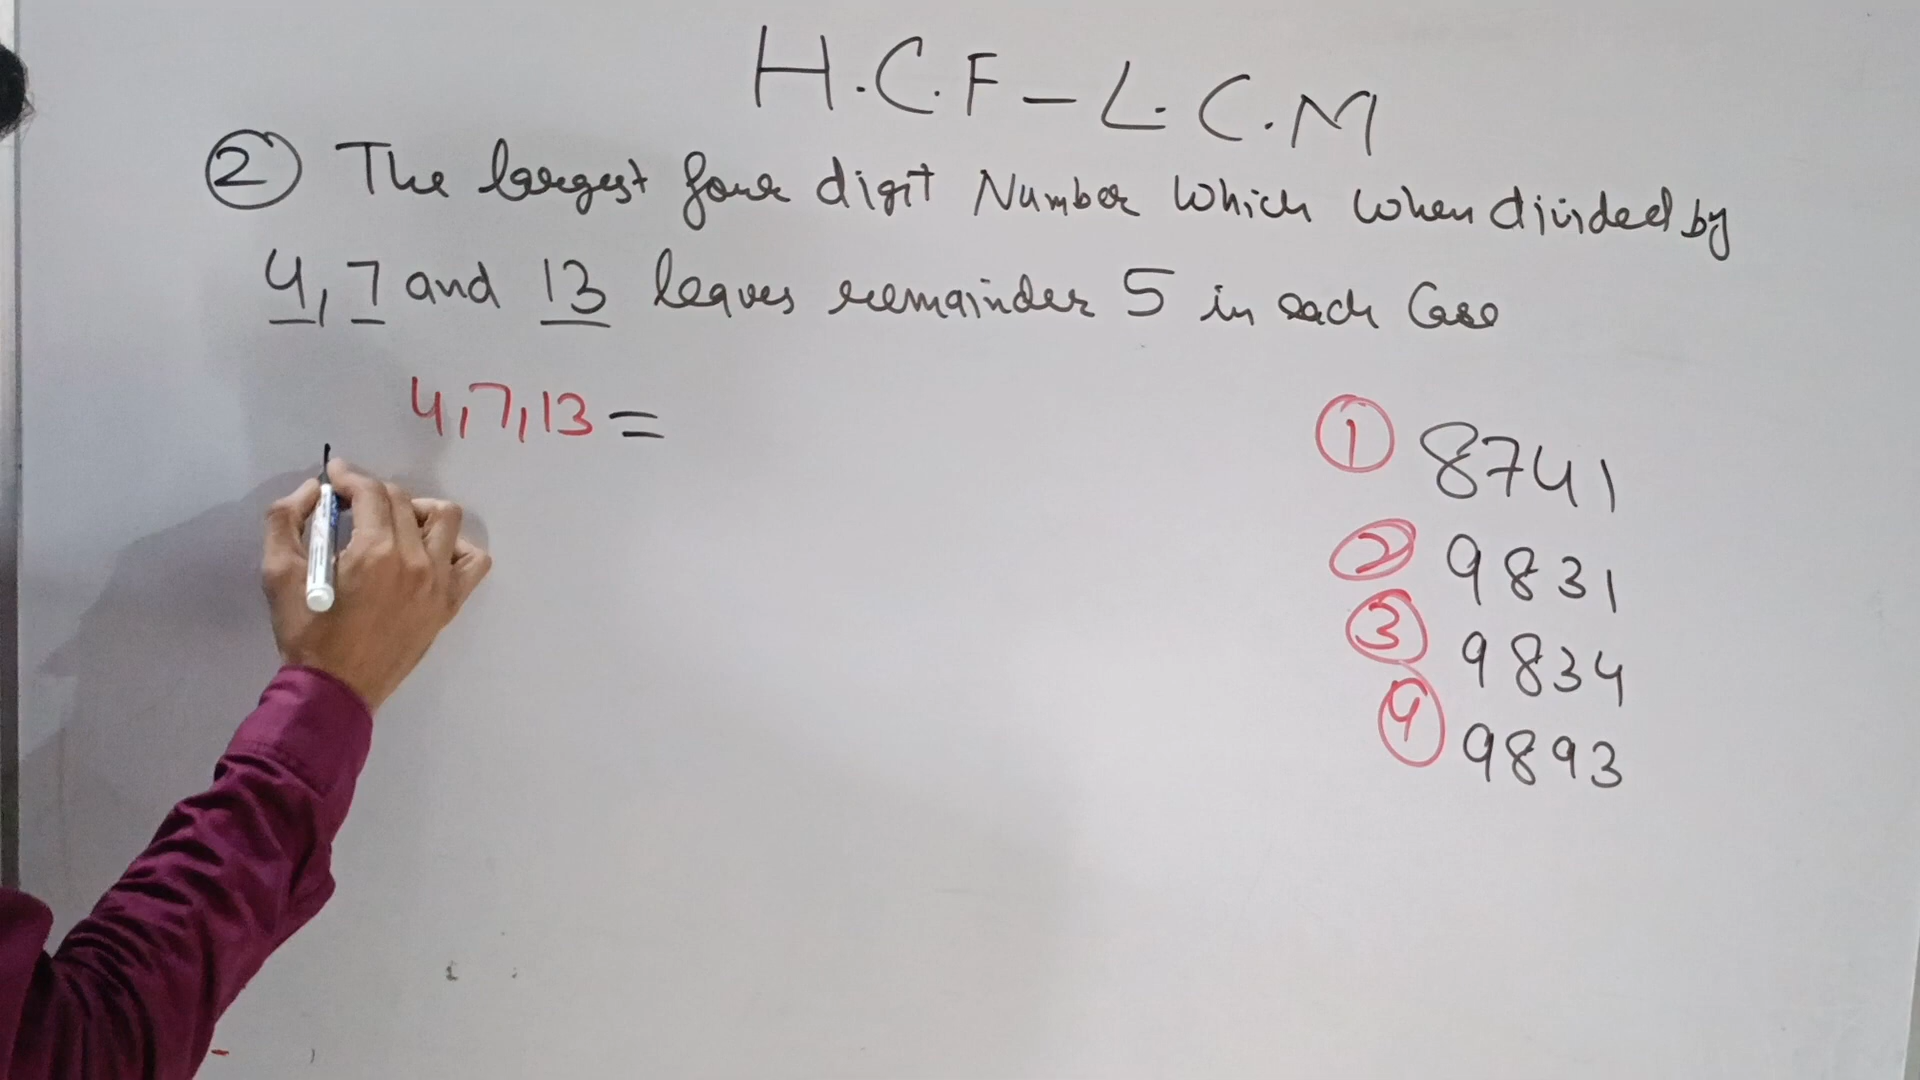 H.C.F - L.C.M
② The largest four digit Number which when divided by
4, 7 and 13 leaves remainder 5 in each Case
4,7,13 =
① 8741
② 9831
③ 9834
④ 9893